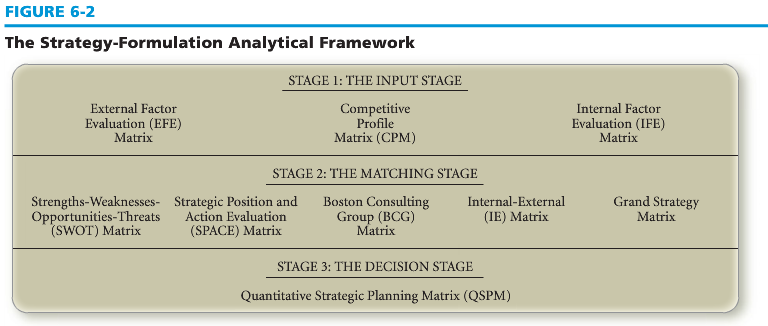 FIGURE 6-2
The Strategy-Formulation Analytical Framework
STAGE 1: THE INPUT STAGE
External Factor
Evaluation (EFE)
Matrix
Competitive
Profile
Matrix (CPM)
Internal Factor
Evaluation (IFE)
Matrix
STAGE 2: THE MATCHING STAGE
Strengths-Weaknesses-
Opportunities-Threats
(SWOT) Matrix
Strategic Position and
Action Evaluation
(SPACE) Matrix
Boston Consulting
Group (BCG)
Matrix
Internal-External
(IE) Matrix
Grand Strategy
Matrix
STAGE 3: THE DECISION STAGE
Quantitative Strategic Planning Matrix (QSPM)